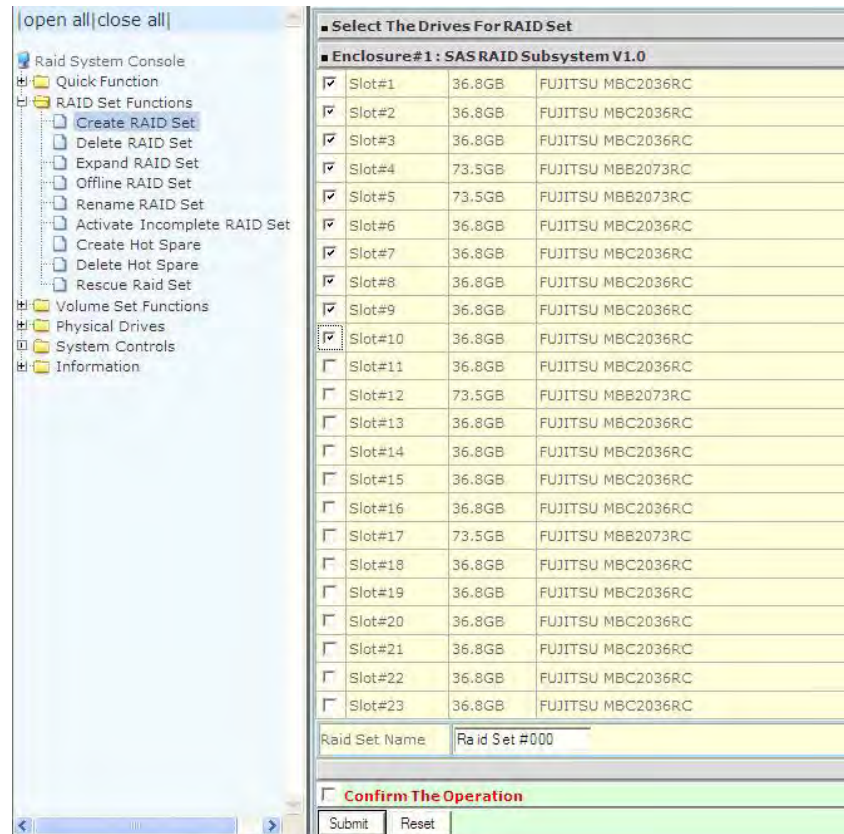 |open all|close all|
Raid System Console
Quick Function
RAID Set Functions
Create RAID Set
Delete RAID Set
Expand RAID Set
Offline RAID Set
Rename RAID Set
Activate Incomplete RAID Set
Create Hot Spare
Delete Hot Spare
Rescue Raid Set
Volume Set Functions
Physical Drives
System Controls
Information
Select The Drives For RAID Set
Enclosure#1 : SAS RAID Subsystem V1.0
Slot#1 36.8GB FUJITSU MBC2036RC
Slot#2 36.8GB FUJITSU MBC2036RC
Slot#3 36.8GB FUJITSU MBC2036RC
Slot#4 73.5GB FUJITSU MBB2073RC
Slot#5 73.5GB FUJITSU MBB2073RC
Slot#6 36.8GB FUJITSU MBC2036RC
Slot#7 36.8GB FUJITSU MBC2036RC
Slot#8 36.8GB FUJITSU MBC2036RC
Slot#9 36.8GB FUJITSU MBC2036RC
Slot#10 36.8GB FUJITSU MBC2036RC
Slot#11 36.8GB FUJITSU MBC2036RC
Slot#12 73.5GB FUJITSU MBB2073RC
Slot#13 36.8GB FUJITSU MBC2036RC
Slot#14 36.8GB FUJITSU MBC2036RC
Slot#15 36.8GB FUJITSU MBC2036RC
Slot#16 36.8GB FUJITSU MBC2036RC
Slot#17 73.5GB FUJITSU MBB2073RC
Slot#18 36.8GB FUJITSU MBC2036RC
Slot#19 36.8GB FUJITSU MBC2036RC
Slot#20 36.8GB FUJITSU MBC2036RC
Slot#21 36.8GB FUJITSU MBC2036RC
Slot#22 36.8GB FUJITSU MBC2036RC
Slot#23 36.8GB FUJITSU MBC2036RC
Raid Set Name Raid Set #000
Confirm The Operation
Submit Reset